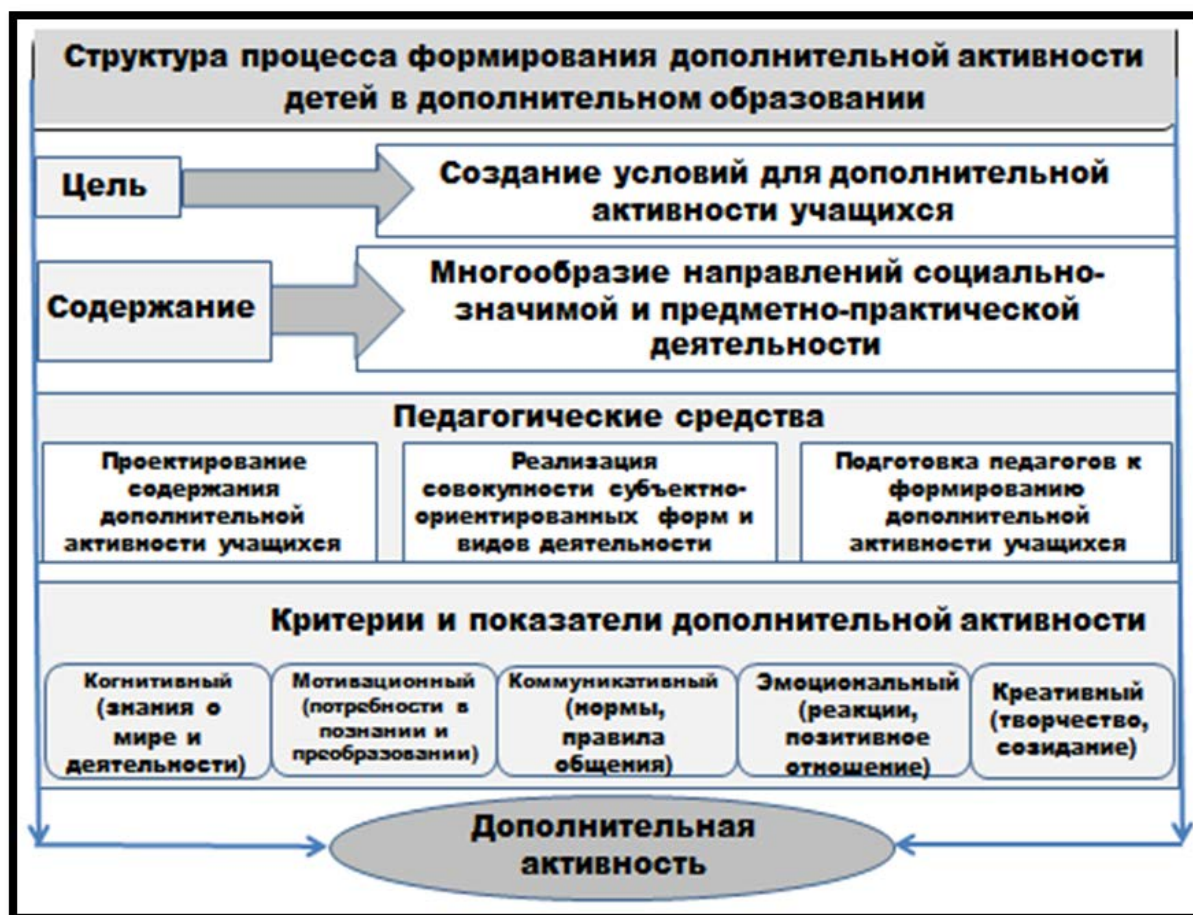 Структура процесса формирования дополнительной активности
детей в дополнительном образовании
Цель
Создание условий для дополнительной
активности учащихся
Содержание
Многообразие направлений социально-
значимой и предметно-практической
деятельности
Педагогические средства
Проектирование
содержания
дополнительной
активности учащихся
Реализация
совокупности субъектно-
ориентированных форм и
видов деятельности
Подготовка педагогов к
формированию
дополнительной
активности учащихся
Критерии и показатели дополнительной активности
Когнитивный
(знания о
мире и
деятельности)
Мотивационный
(потребности в
познании и
преобразовании)
Коммуникативный
(нормы,
правила
общения)
Эмоциональный
(реакции,
позитивное
отношение)
Креативный
(творчество,
созидание)
Дополнительная
активность